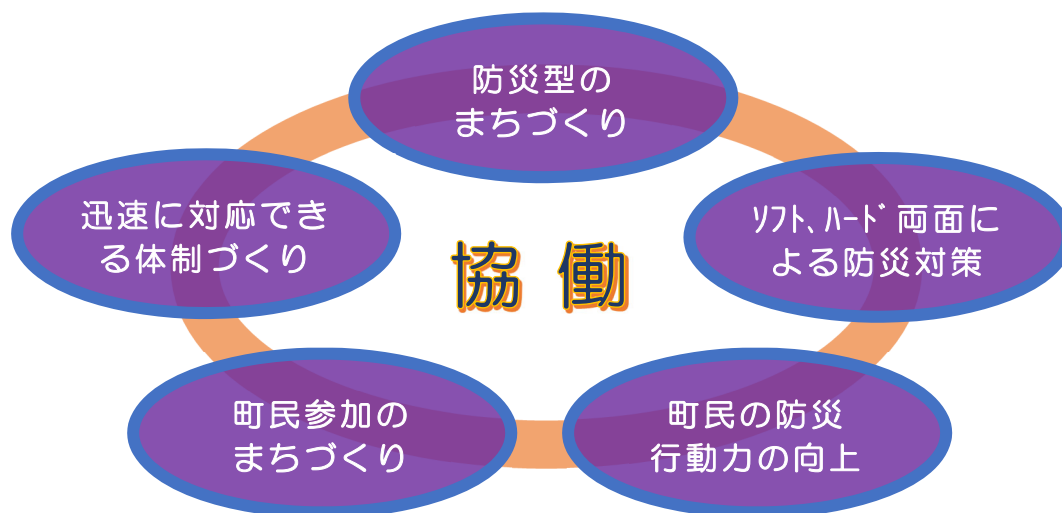 防災型の
まちづくり
迅速に対応でき
る体制づくり
ｿﾌﾄ、ﾊｰﾄﾞ両面に
よる防災対策
協働
町民参加の
まちづくり
町民の防災
行動力の向上